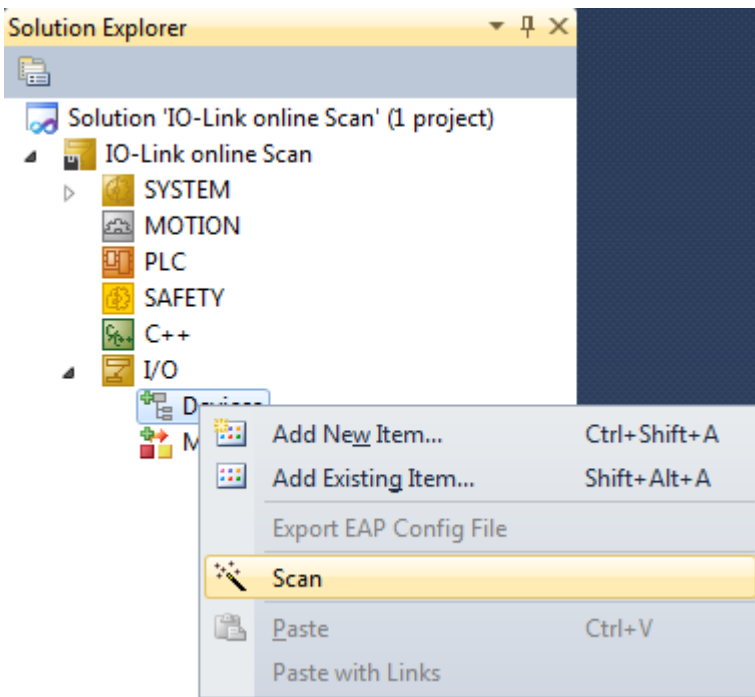 Solution Explorer
Solution 'IO-Link online Scan' (1 project)
IO-Link online Scan
SYSTEM
MOTION
PLC
SAFETY
C++
I/O
Add New Item... Ctrl+Shift+A
Add Existing Item... Shift+Alt+A
Export EAP Config File
Scan
Paste Ctrl+V
Paste with Links